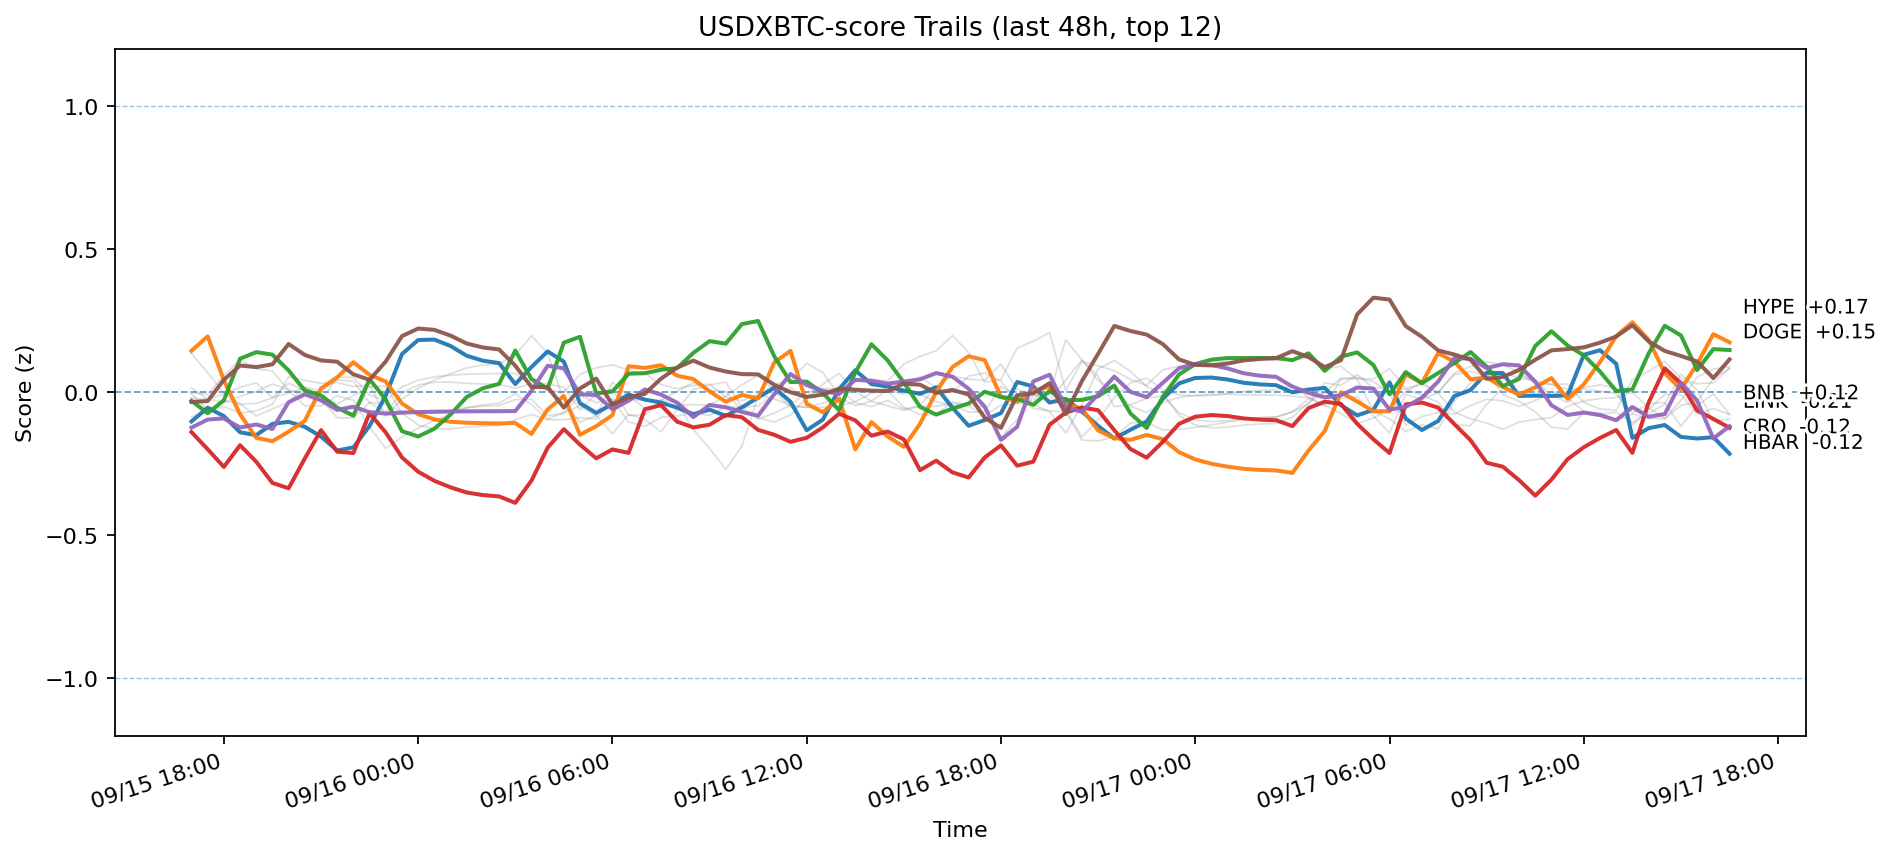 USDXBTC-score Trails (last 48h, top 12)
Score (z)
1.0
0.5
0.0
−0.5
−1.0
HYPE +0.17
DOGE +0.15
BNB +0.12
LINK -0.21
CRO -0.12
HBAR -0.12
09/15 18:00
09/16 00:00
09/16 06:00
09/16 12:00
09/16 18:00
09/17 00:00
09/17 06:00
09/17 12:00
09/17 18:00
Time